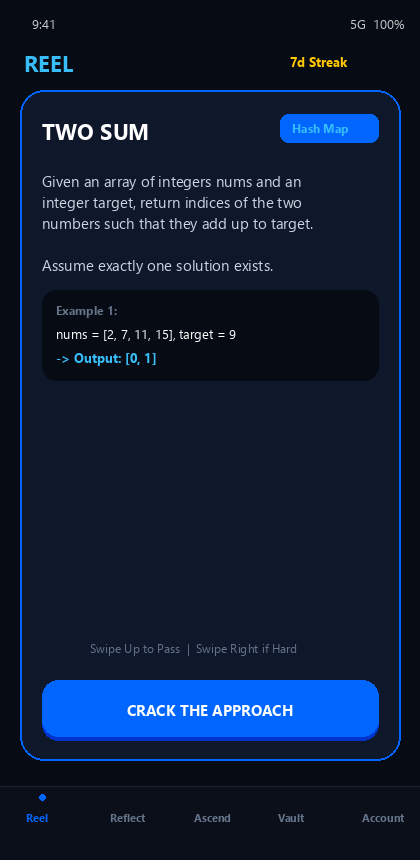 9:41
5G 100%
REEL
7d Streak
TWO SUM
Hash Map
Given an array of integers nums and an
integer target, return indices of the two
numbers such that they add up to target.
Assume exactly one solution exists.
Example 1:
nums = [2, 7, 11, 15], target = 9
-> Output: [0, 1]
Swipe Up to Pass | Swipe Right if Hard
CRACK THE APPROACH
Reel
Reflect
Ascend
Vault
Account